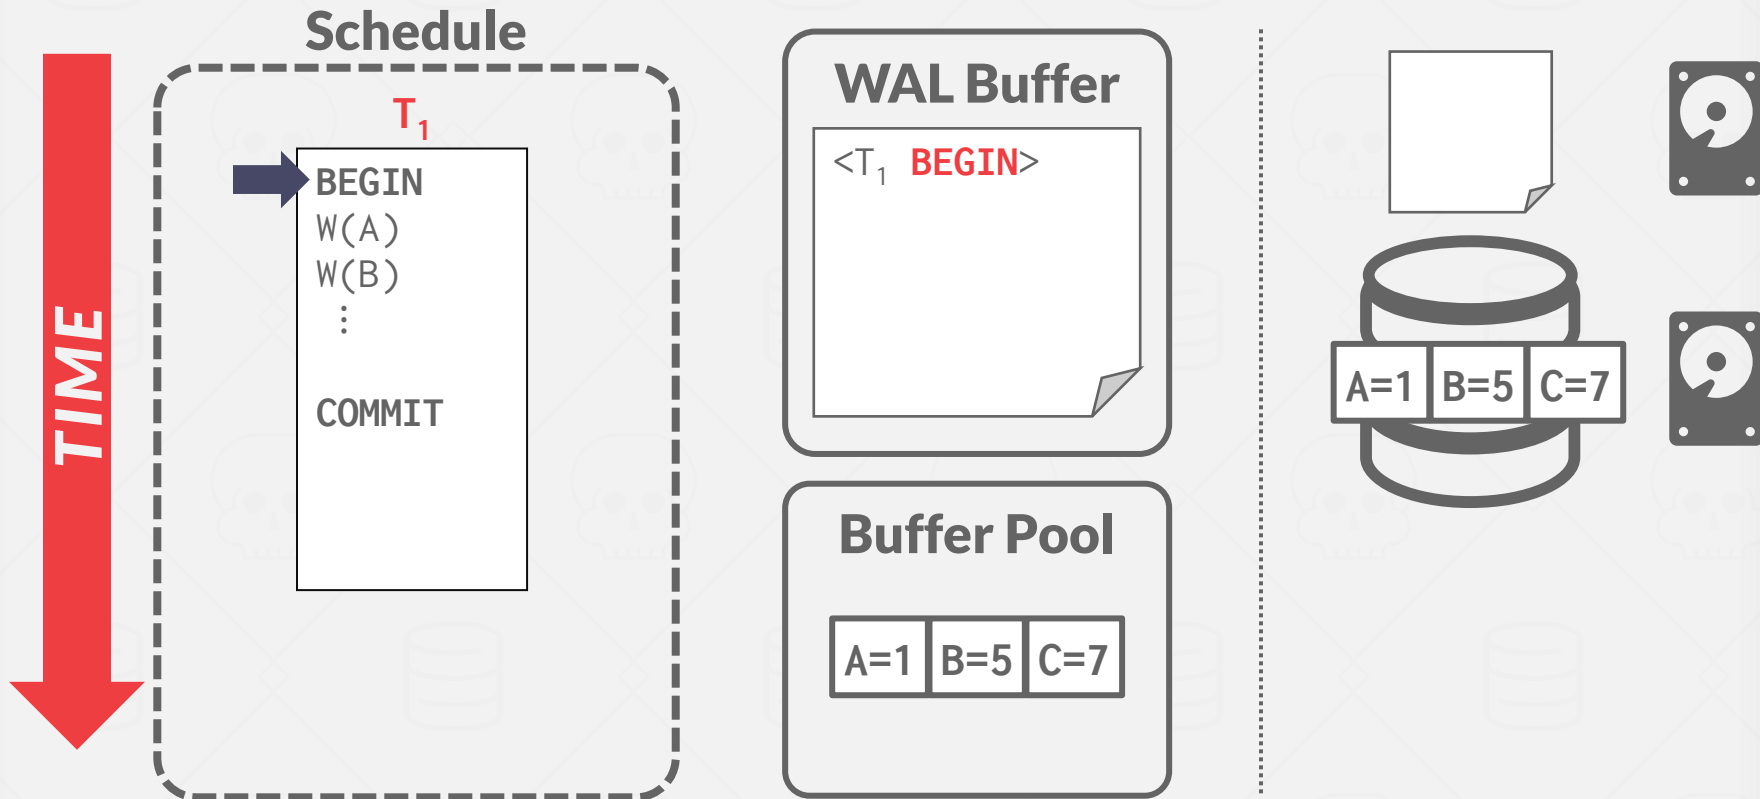 Schedule
TIME
T1
BEGIN
W(A)
W(B)
⋮
COMMIT
WAL Buffer
<T1 BEGIN>
Buffer Pool
A=1 B=5 C=7
A=1 B=5 C=7